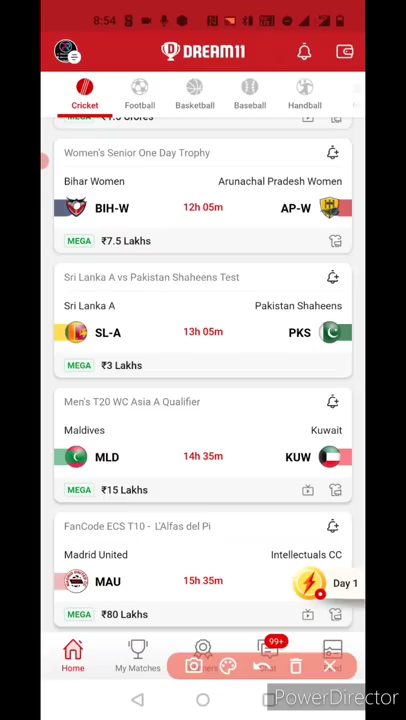 8:54
DREAM11
Cricket Football Basketball Baseball Handball
MEGA
Women's Senior One Day Trophy
Bihar Women Arunachal Pradesh Women
BIH-W 12h 05m AP-W
MEGA ₹7.5 Lakhs
Sri Lanka A vs Pakistan Shaheens Test
Sri Lanka A Pakistan Shaheens
SL-A 13h 05m PKS
MEGA ₹3 Lakhs
Men's T20 WC Asia A Qualifier
Maldives Kuwait
MLD 14h 35m KUW
MEGA ₹15 Lakhs
FanCode ECS T10 - L'Alfas del Pi
Madrid United Intellectuals CC
MAU 15h 35m
Day 1
MEGA ₹80 Lakhs
99+
Home My Matches
PowerDirector